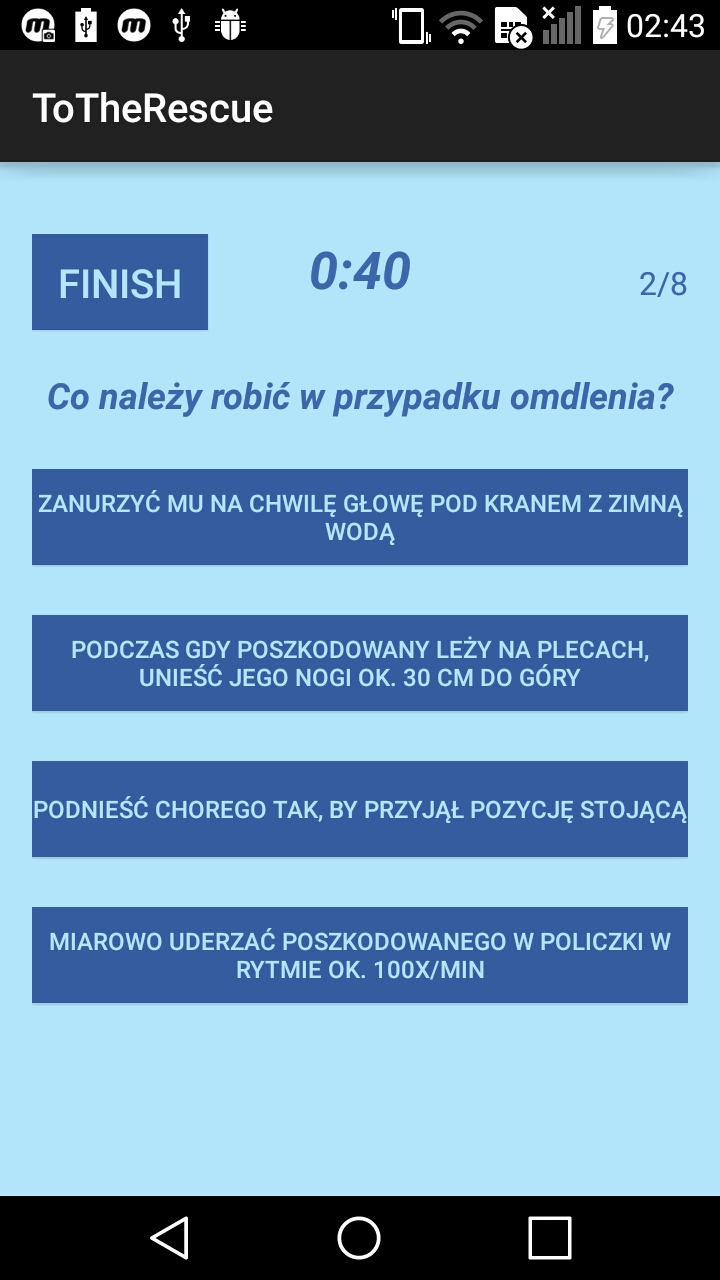 02:43
ToTheRescue
FINISH
0:40
2/8
Co należy robić w przypadku omdlenia?
ZANURZYĆ MU NA CHWILĘ GŁOWĘ POD KRANEM Z ZIMNĄ
WODĄ
PODCZAS GDY POSZKODOWANY LEŻY NA PLECACH,
UNIEŚĆ JEGO NOGI OK. 30 CM DO GÓRY
PODNIEŚĆ CHOREGO TAK, BY PRZYJĄŁ POZYCJĘ STOJĄCĄ
MIAROWO UDERZAĆ POSZKODOWANEGO W POLICZKI W
RYTMIE OK. 100X/MIN